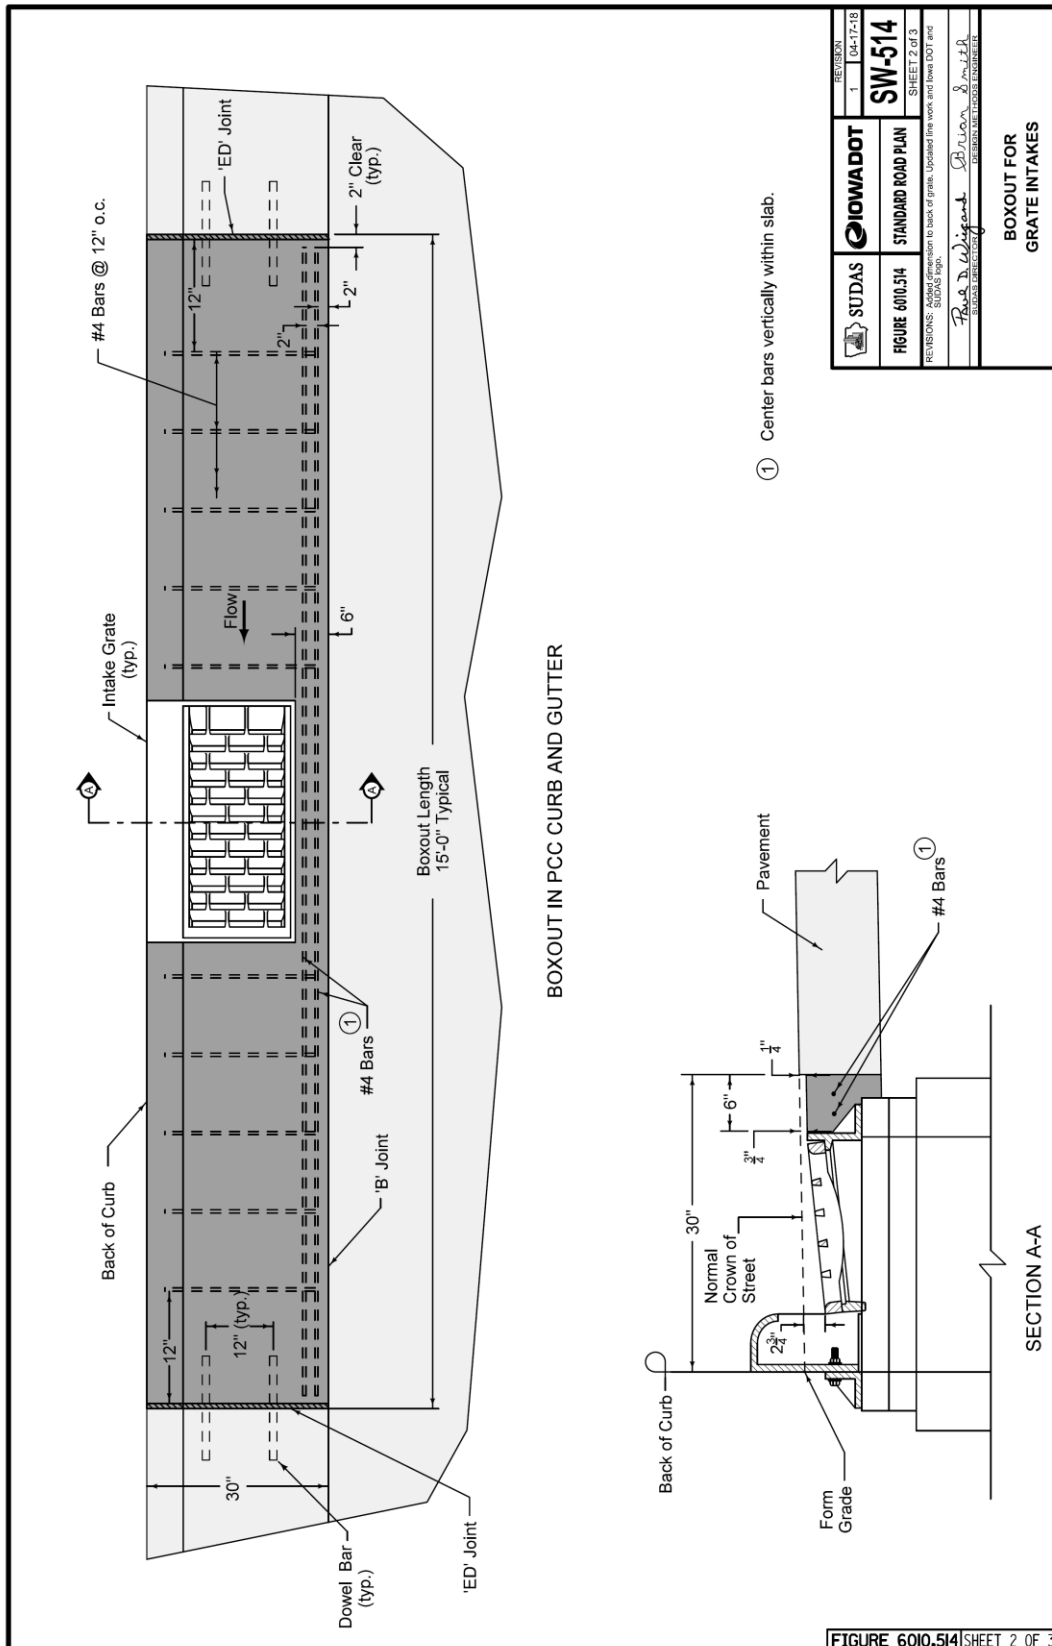 Back of Curb
Intake Grate
(typ.)
#4 Bars @ 12" o.c.
'ED' Joint
A
A
12"
12" (typ.)
30"
Flow
6"
12"
2"
2"
2" Clear
(typ.)
Dowel Bar
(typ.)
'ED' Joint
'B' Joint
#4 Bars
1
Boxout Length
15'-0" Typical
BOXOUT IN PCC CURB AND GUTTER
Back of Curb
Form
Grade
30"
Normal
Crown of
Street
2 3/4"
3/4"
6"
1/4"
Pavement
#4 Bars
1
SECTION A-A
1 Center bars vertically within slab.
SUDAS
IOWADOT
REVISION
1
04-17-18
FIGURE 6010.514
STANDARD ROAD PLAN
SW-514
SHEET 2 of 3
REVISIONS: Added dimension to back of grate. Updated line work and Iowa DOT and
SUDAS logo.
Paul D. Wiegand
Brian Smith
SUDAS DIRECTOR
DESIGN METHODS ENGINEER
BOXOUT FOR
GRATE INTAKES
FIGURE 6010.514 SHEET 2 OF 3